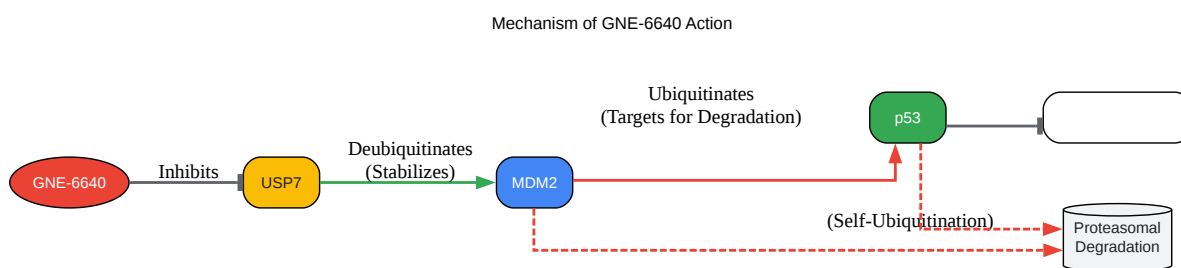 Mechanism of GNE-6640 Action
Ubiquitinates
(Targets for Degradation)
p53
Deubiquitinates
(Stabilizes)
Inhibits
GNE-6640
USP7
MDM2
(Self-Ubiquitination)
Proteasomal
Degradation